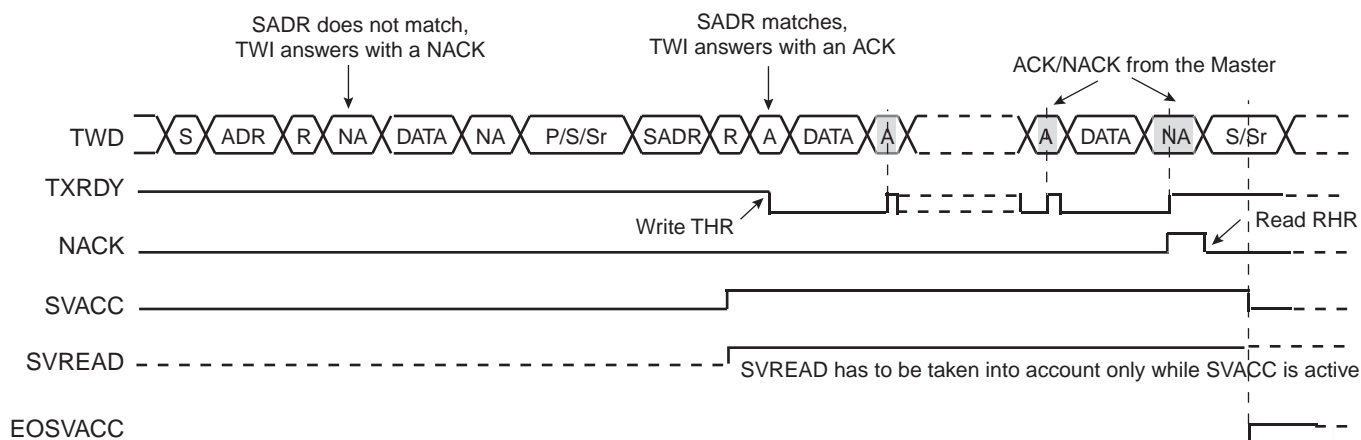 SADR does not match,
TWI answers with a NACK
SADR matches,
TWI answers with an ACK
ACK/NACK from the Master
TWD S ADR R NA DATA NA P/S/Sr SADR R A DATA A A DATA NA S/Sr
TXRDY
Write THR
Read RHR
NACK
SVACC
SVREAD
SVREAD has to be taken into account only while SVACC is active
EOSVACC